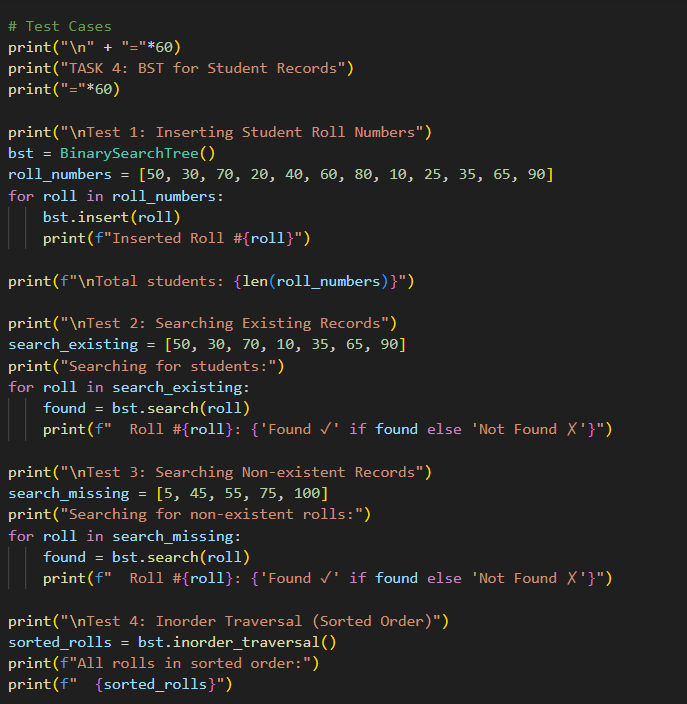 # Test Cases
print("\n" + "="*60)
print("TASK 4: BST for Student Records")
print("="*60)
print("\nTest 1: Inserting Student Roll Numbers")
bst = BinarySearchTree()
roll_numbers = [50, 30, 70, 20, 40, 60, 80, 10, 25, 35, 65, 90]
for roll in roll_numbers:
    bst.insert(roll)
    print(f"Inserted Roll #{roll}")
print(f"\nTotal students: {len(roll_numbers)}")
print("\nTest 2: Searching Existing Records")
search_existing = [50, 30, 70, 10, 35, 65, 90]
print("Searching for students:")
for roll in search_existing:
    found = bst.search(roll)
    print(f"  Roll #{roll}: {'Found ✓' if found else 'Not Found ✗'}")
print("\nTest 3: Searching Non-existent Records")
search_missing = [5, 45, 55, 75, 100]
print("Searching for non-existent rolls:")
for roll in search_missing:
    found = bst.search(roll)
    print(f"  Roll #{roll}: {'Found ✓' if found else 'Not Found ✗'}")
print("\nTest 4: Inorder Traversal (Sorted Order)")
sorted_rolls = bst.inorder_traversal()
print(f"All rolls in sorted order:")
print(f"  {sorted_rolls}")